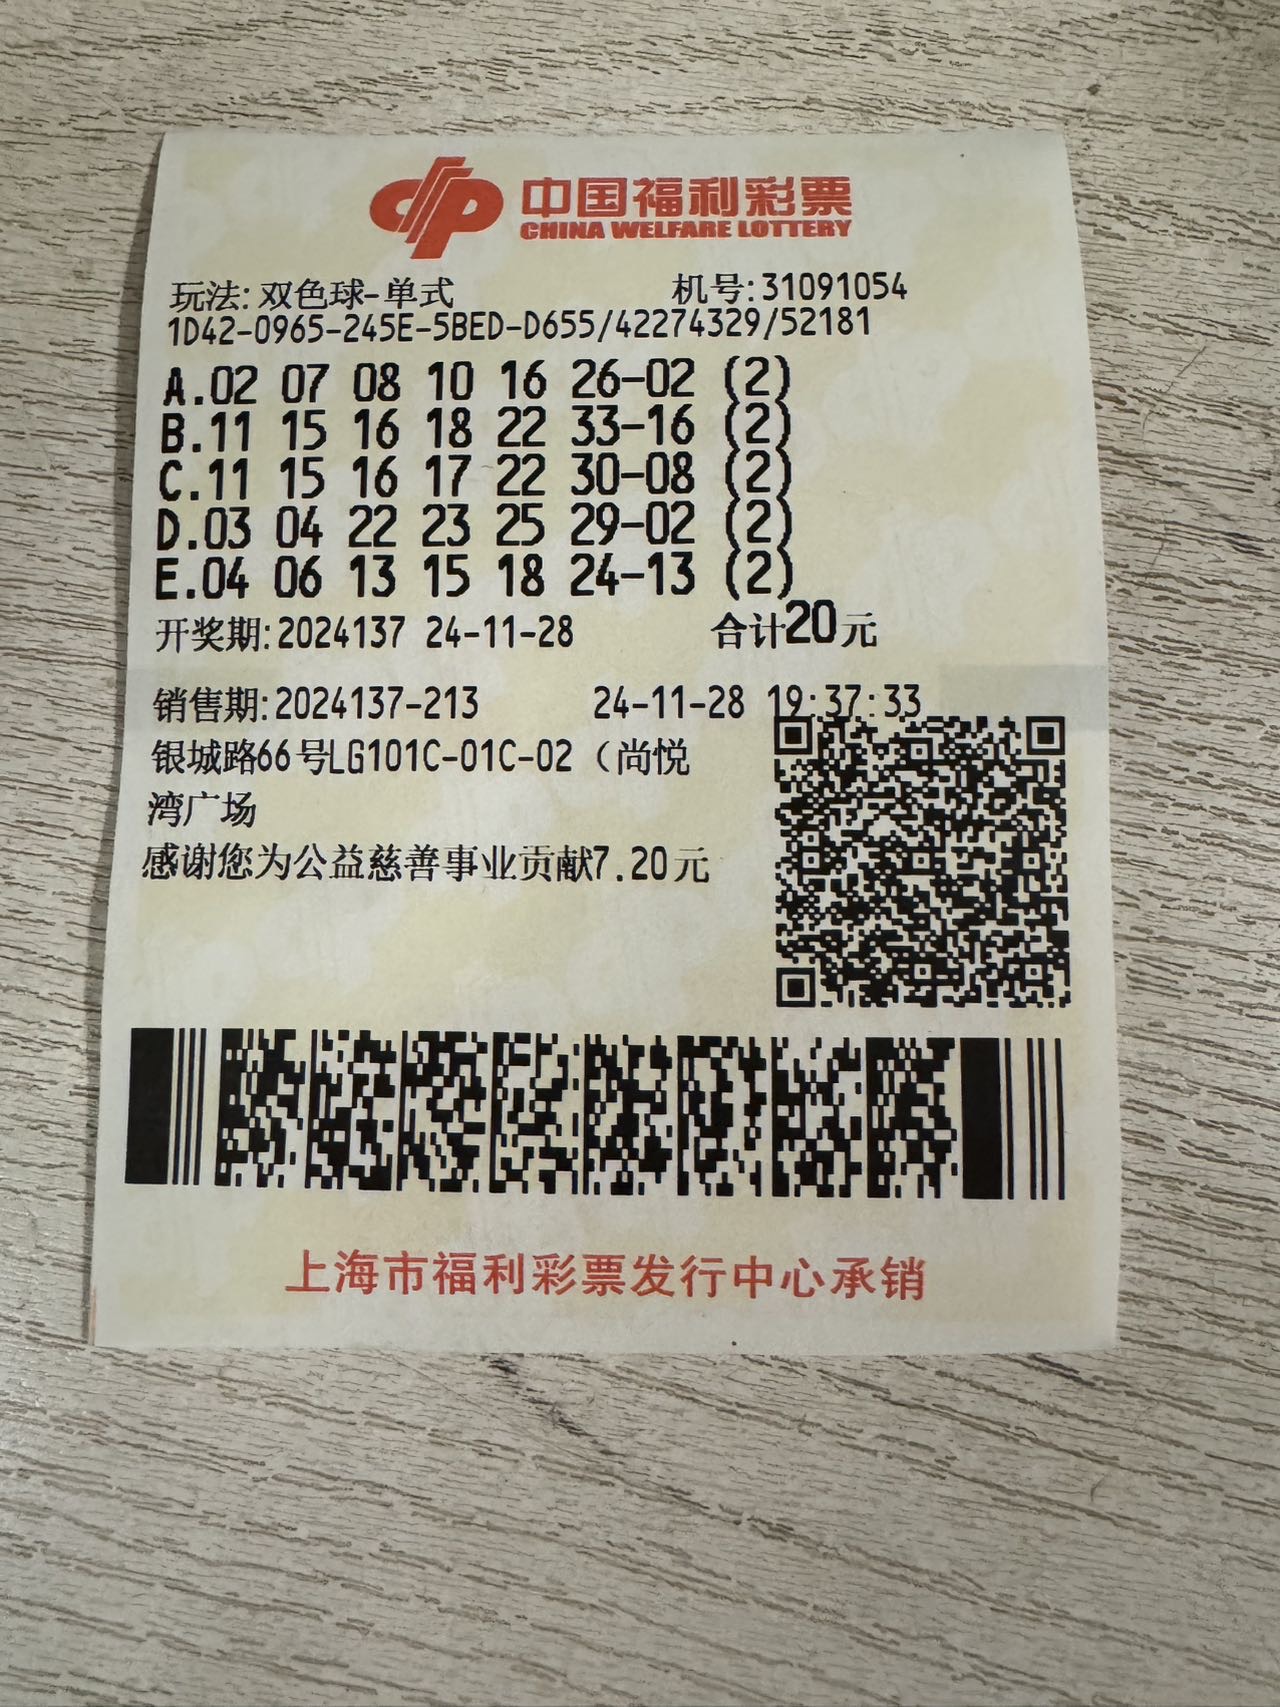 中国福利彩票
CHINA WELFARE LOTTERY
玩法: 双色球-单式 机号:31091054
1D42-0965-245E-5BED-D655/42274329/52181
A.02 07 08 10 16 26-02 (2)
B.11 15 16 18 22 33-16 (2)
C.11 15 16 17 22 30-08 (2)
D.03 04 22 23 25 29-02 (2)
E.04 06 13 15 18 24-13 (2)
开奖期:2024137 24-11-28 合计20元
销售期:2024137-213 24-11-28 19:37:33
银城路66号LG101C-01C-02（尚悦
湾广场
感谢您为公益慈善事业贡献7.20元
上海市福利彩票发行中心承销